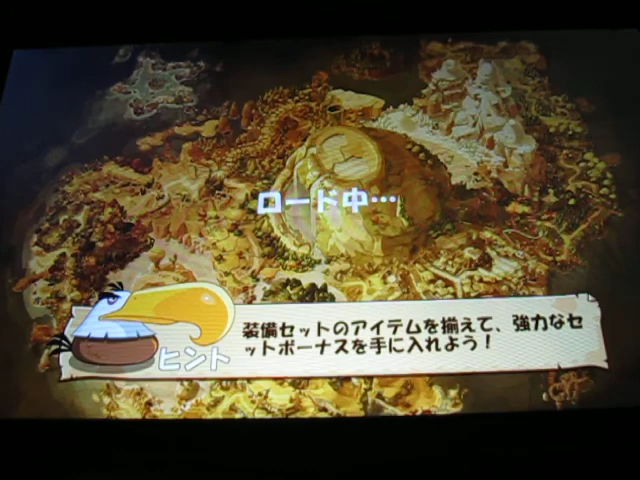 ロード中…
装備セットのアイテムを揃えて、強力なセ
ットボーナスを手に入れよう！
ヒント